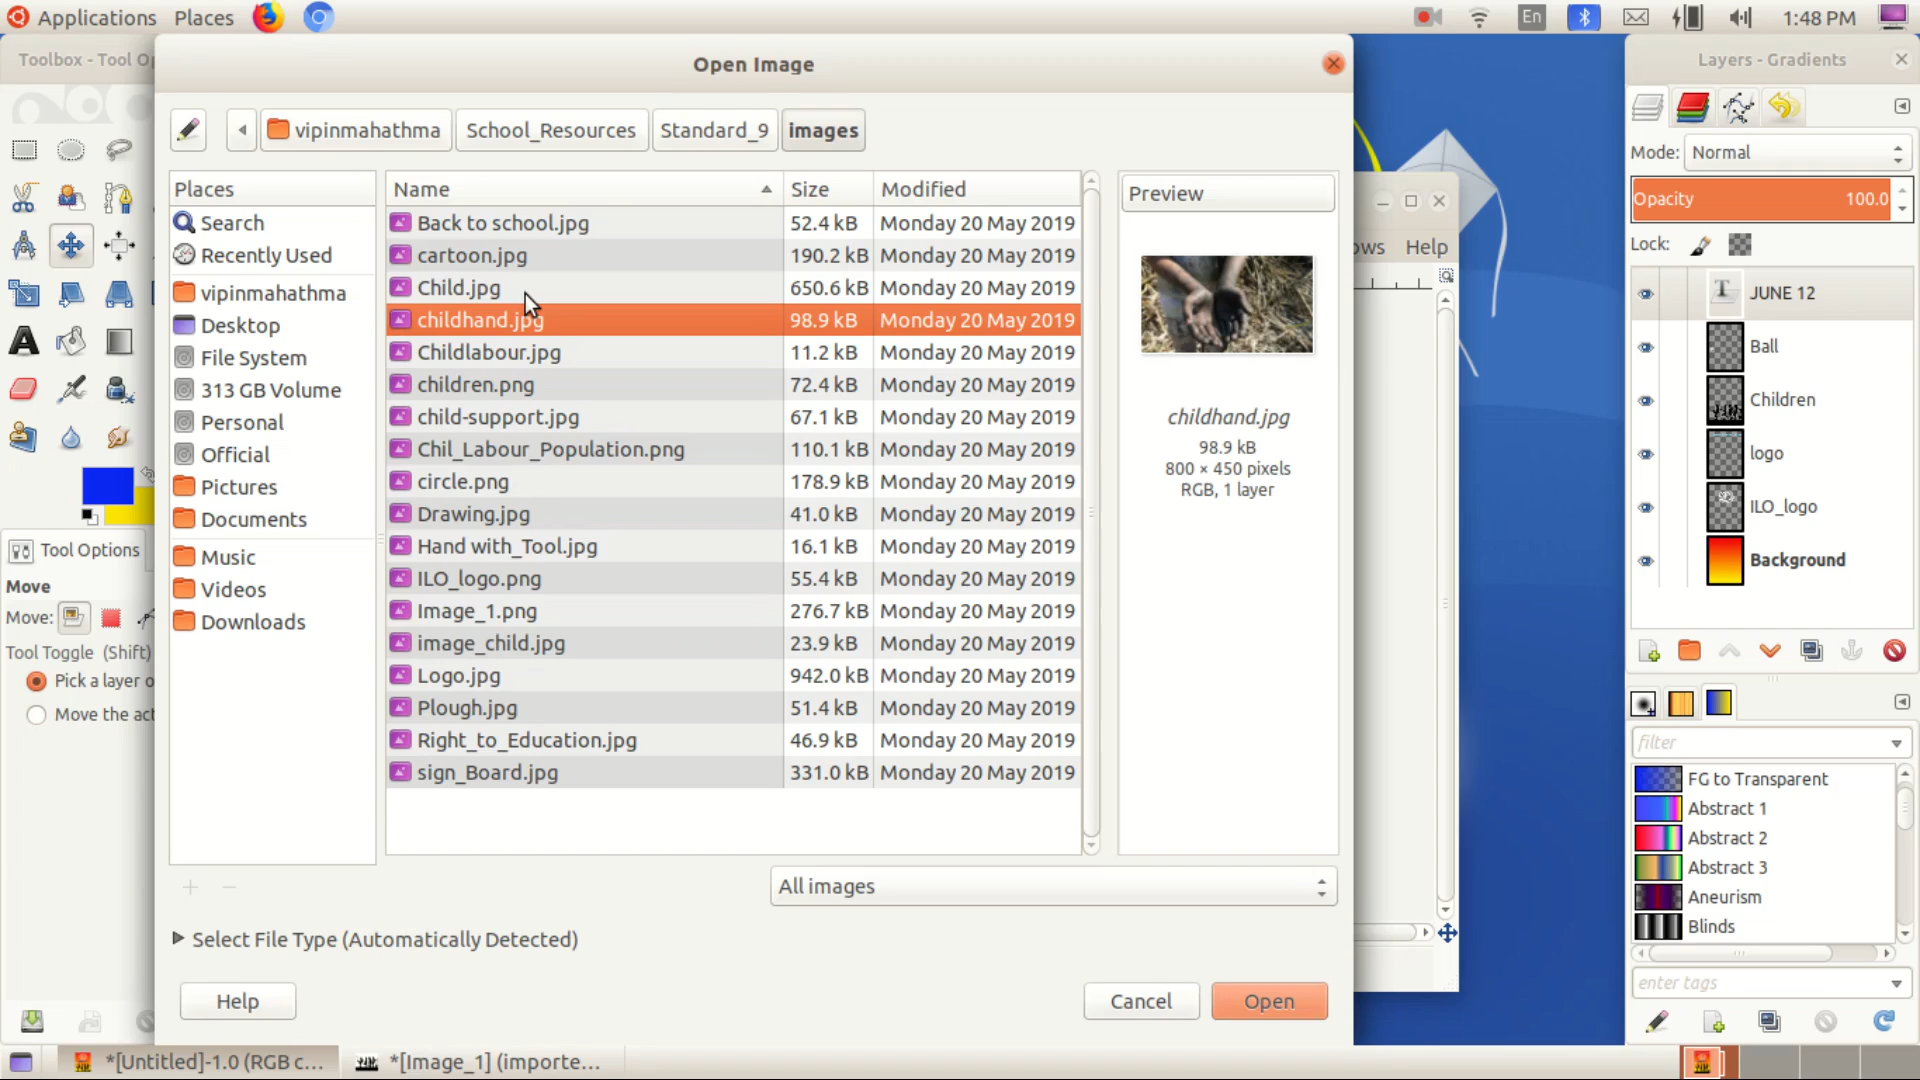 Applications Places En 1:48 PM
Toolbox - Tool Op
Open Image
Layers - Gradients
vipinmahathma School_Resources Standard_9 images
Mode: Normal
Places
Name Size Modified
Preview
Opacity 100.0
Search
Recently Used
vipinmahathma
Desktop
File System
313 GB Volume
Personal
Official
Pictures
Documents
Music
Videos
Downloads
Back to school.jpg 52.4 kB Monday 20 May 2019
cartoon.jpg 190.2 kB Monday 20 May 2019
Child.jpg 650.6 kB Monday 20 May 2019
childhand.jpg 98.9 kB Monday 20 May 2019
Childlabour.jpg 11.2 kB Monday 20 May 2019
children.png 72.4 kB Monday 20 May 2019
child-support.jpg 67.1 kB Monday 20 May 2019
Chil_Labour_Population.png 110.1 kB Monday 20 May 2019
circle.png 178.9 kB Monday 20 May 2019
Drawing.jpg 41.0 kB Monday 20 May 2019
Hand with_Tool.jpg 16.1 kB Monday 20 May 2019
ILO_logo.png 55.4 kB Monday 20 May 2019
Image_1.png 276.7 kB Monday 20 May 2019
image_child.jpg 23.9 kB Monday 20 May 2019
Logo.jpg 942.0 kB Monday 20 May 2019
Plough.jpg 51.4 kB Monday 20 May 2019
Right_to_Education.jpg 46.9 kB Monday 20 May 2019
sign_Board.jpg 331.0 kB Monday 20 May 2019
childhand.jpg
98.9 kB
800 × 450 pixels
RGB, 1 layer
ows Help
Lock:
JUNE 12
Ball
Children
logo
ILO_logo
Background
Tool Options
Move
Move:
Tool Toggle (Shift)
Pick a layer o
Move the act
filter
FG to Transparent
Abstract 1
Abstract 2
Abstract 3
Aneurism
Blinds
enter tags
All images
Select File Type (Automatically Detected)
Help Cancel Open
*[Untitled]-1.0 (RGB c... *[Image_1] (importe...